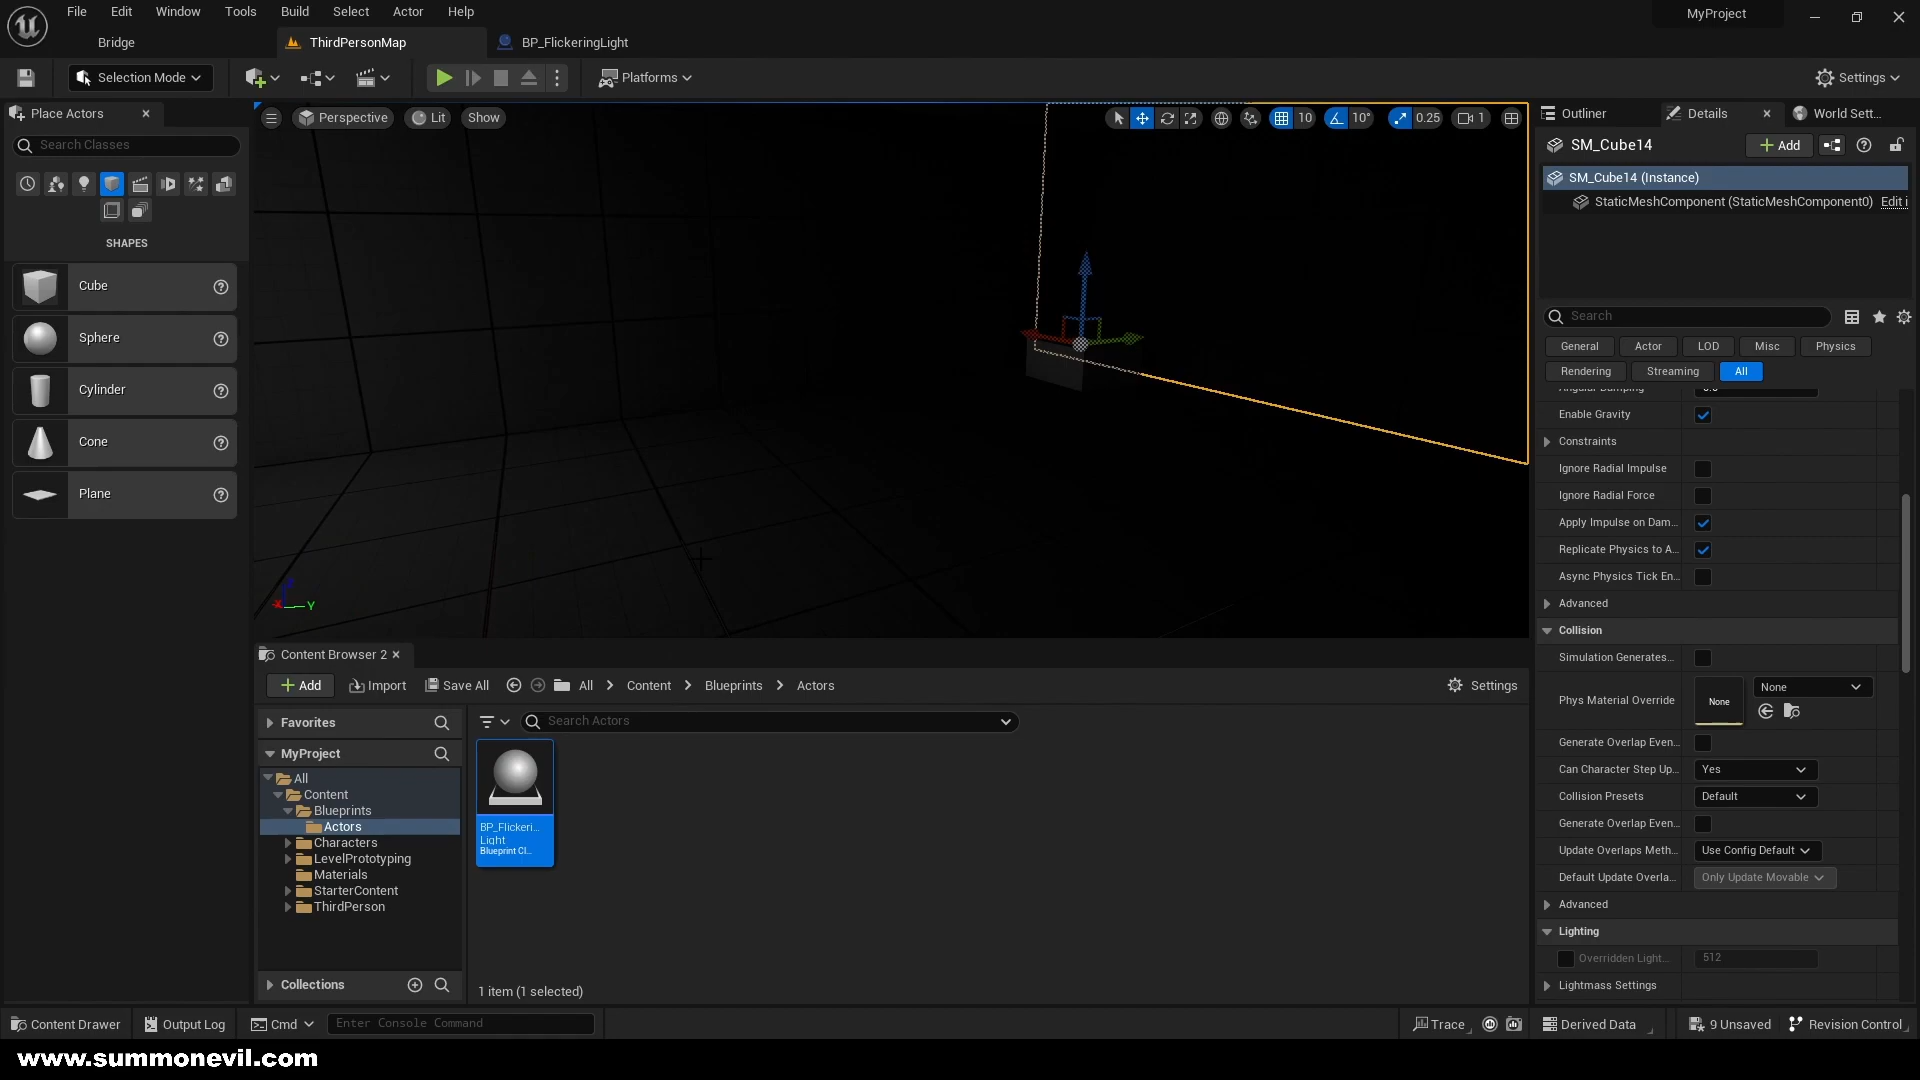 File Edit Window Tools Build Select Actor Help
MyProject
Bridge
ThirdPersonMap
BP_FlickeringLight
Selection Mode
Platforms
Settings
Place Actors
Search Classes
SHAPES
Cube
Sphere
Cylinder
Cone
Plane
Perspective
Lit
Show
10
10°
0.25
1
X
Y
Outliner
Details
World Sett...
SM_Cube14
+ Add
SM_Cube14 (Instance)
StaticMeshComponent (StaticMeshComponent0) Edit i
Search
General Actor LOD Misc Physics
Rendering Streaming All
Enable Gravity
Constraints
Ignore Radial Impulse
Ignore Radial Force
Apply Impulse on Dam...
Replicate Physics to A...
Async Physics Tick En...
Advanced
Collision
Simulation Generates...
Phys Material Override
None
None
Generate Overlap Even...
Can Character Step Up...
Yes
Collision Presets
Default
Generate Overlap Even...
Update Overlaps Meth...
Use Config Default
Default Update Overla...
Only Update Movable
Advanced
Lighting
Overridden Light...
512
Lightmass Settings
Content Browser 2
+ Add
Import
Save All
All > Content > Blueprints > Actors
Settings
Favorites
Search Actors
MyProject
All
Content
Blueprints
Actors
Characters
LevelPrototyping
Materials
StarterContent
ThirdPerson
Collections
BP_Flickeri...
Light
Blueprint Cl...
1 item (1 selected)
Content Drawer
Output Log
Cmd
Enter Console Command
Trace
Derived Data
9 Unsaved
Revision Control
www.summonevil.com